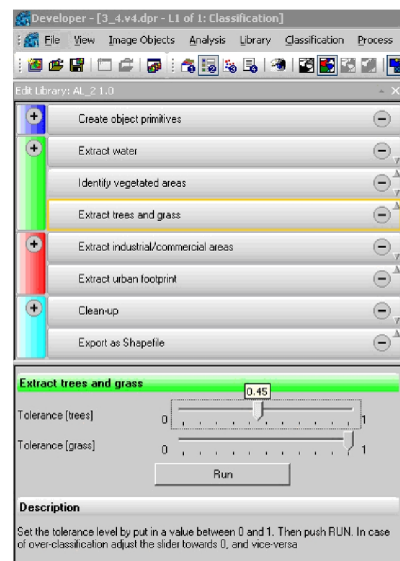 Developer - [3_4.v4.dpr - L1 of 1: Classification]
File View Image Objects Analysis Library Classification Process
Edit Library: AL_2 1.0
Create object primitives
Extract water
Identify vegetated areas
Extract trees and grass
Extract industrial/commercial areas
Extract urban footprint
Clean-up
Export as Shapefile
Extract trees and grass
0.45
Tolerance [trees] 0 1
Tolerance [grass] 0 1
Run
Description
Set the tolerance level by put in a value between 0 and 1. Then push RUN. In case
of over-classification adjust the slider towards 0, and vice-versa